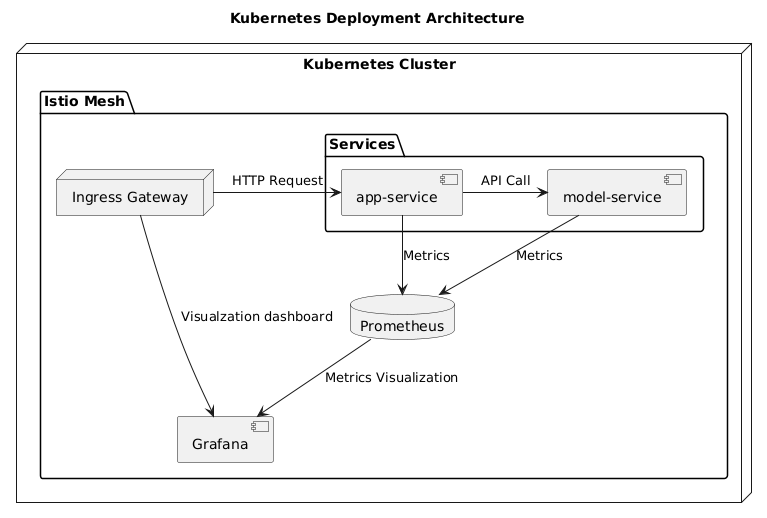 Kubernetes Deployment Architecture
Kubernetes Cluster
Istio Mesh
Services
Ingress Gateway
HTTP Request
app-service
API Call
model-service
Metrics
Metrics
Visualzation dashboard
Prometheus
Metrics Visualization
Grafana